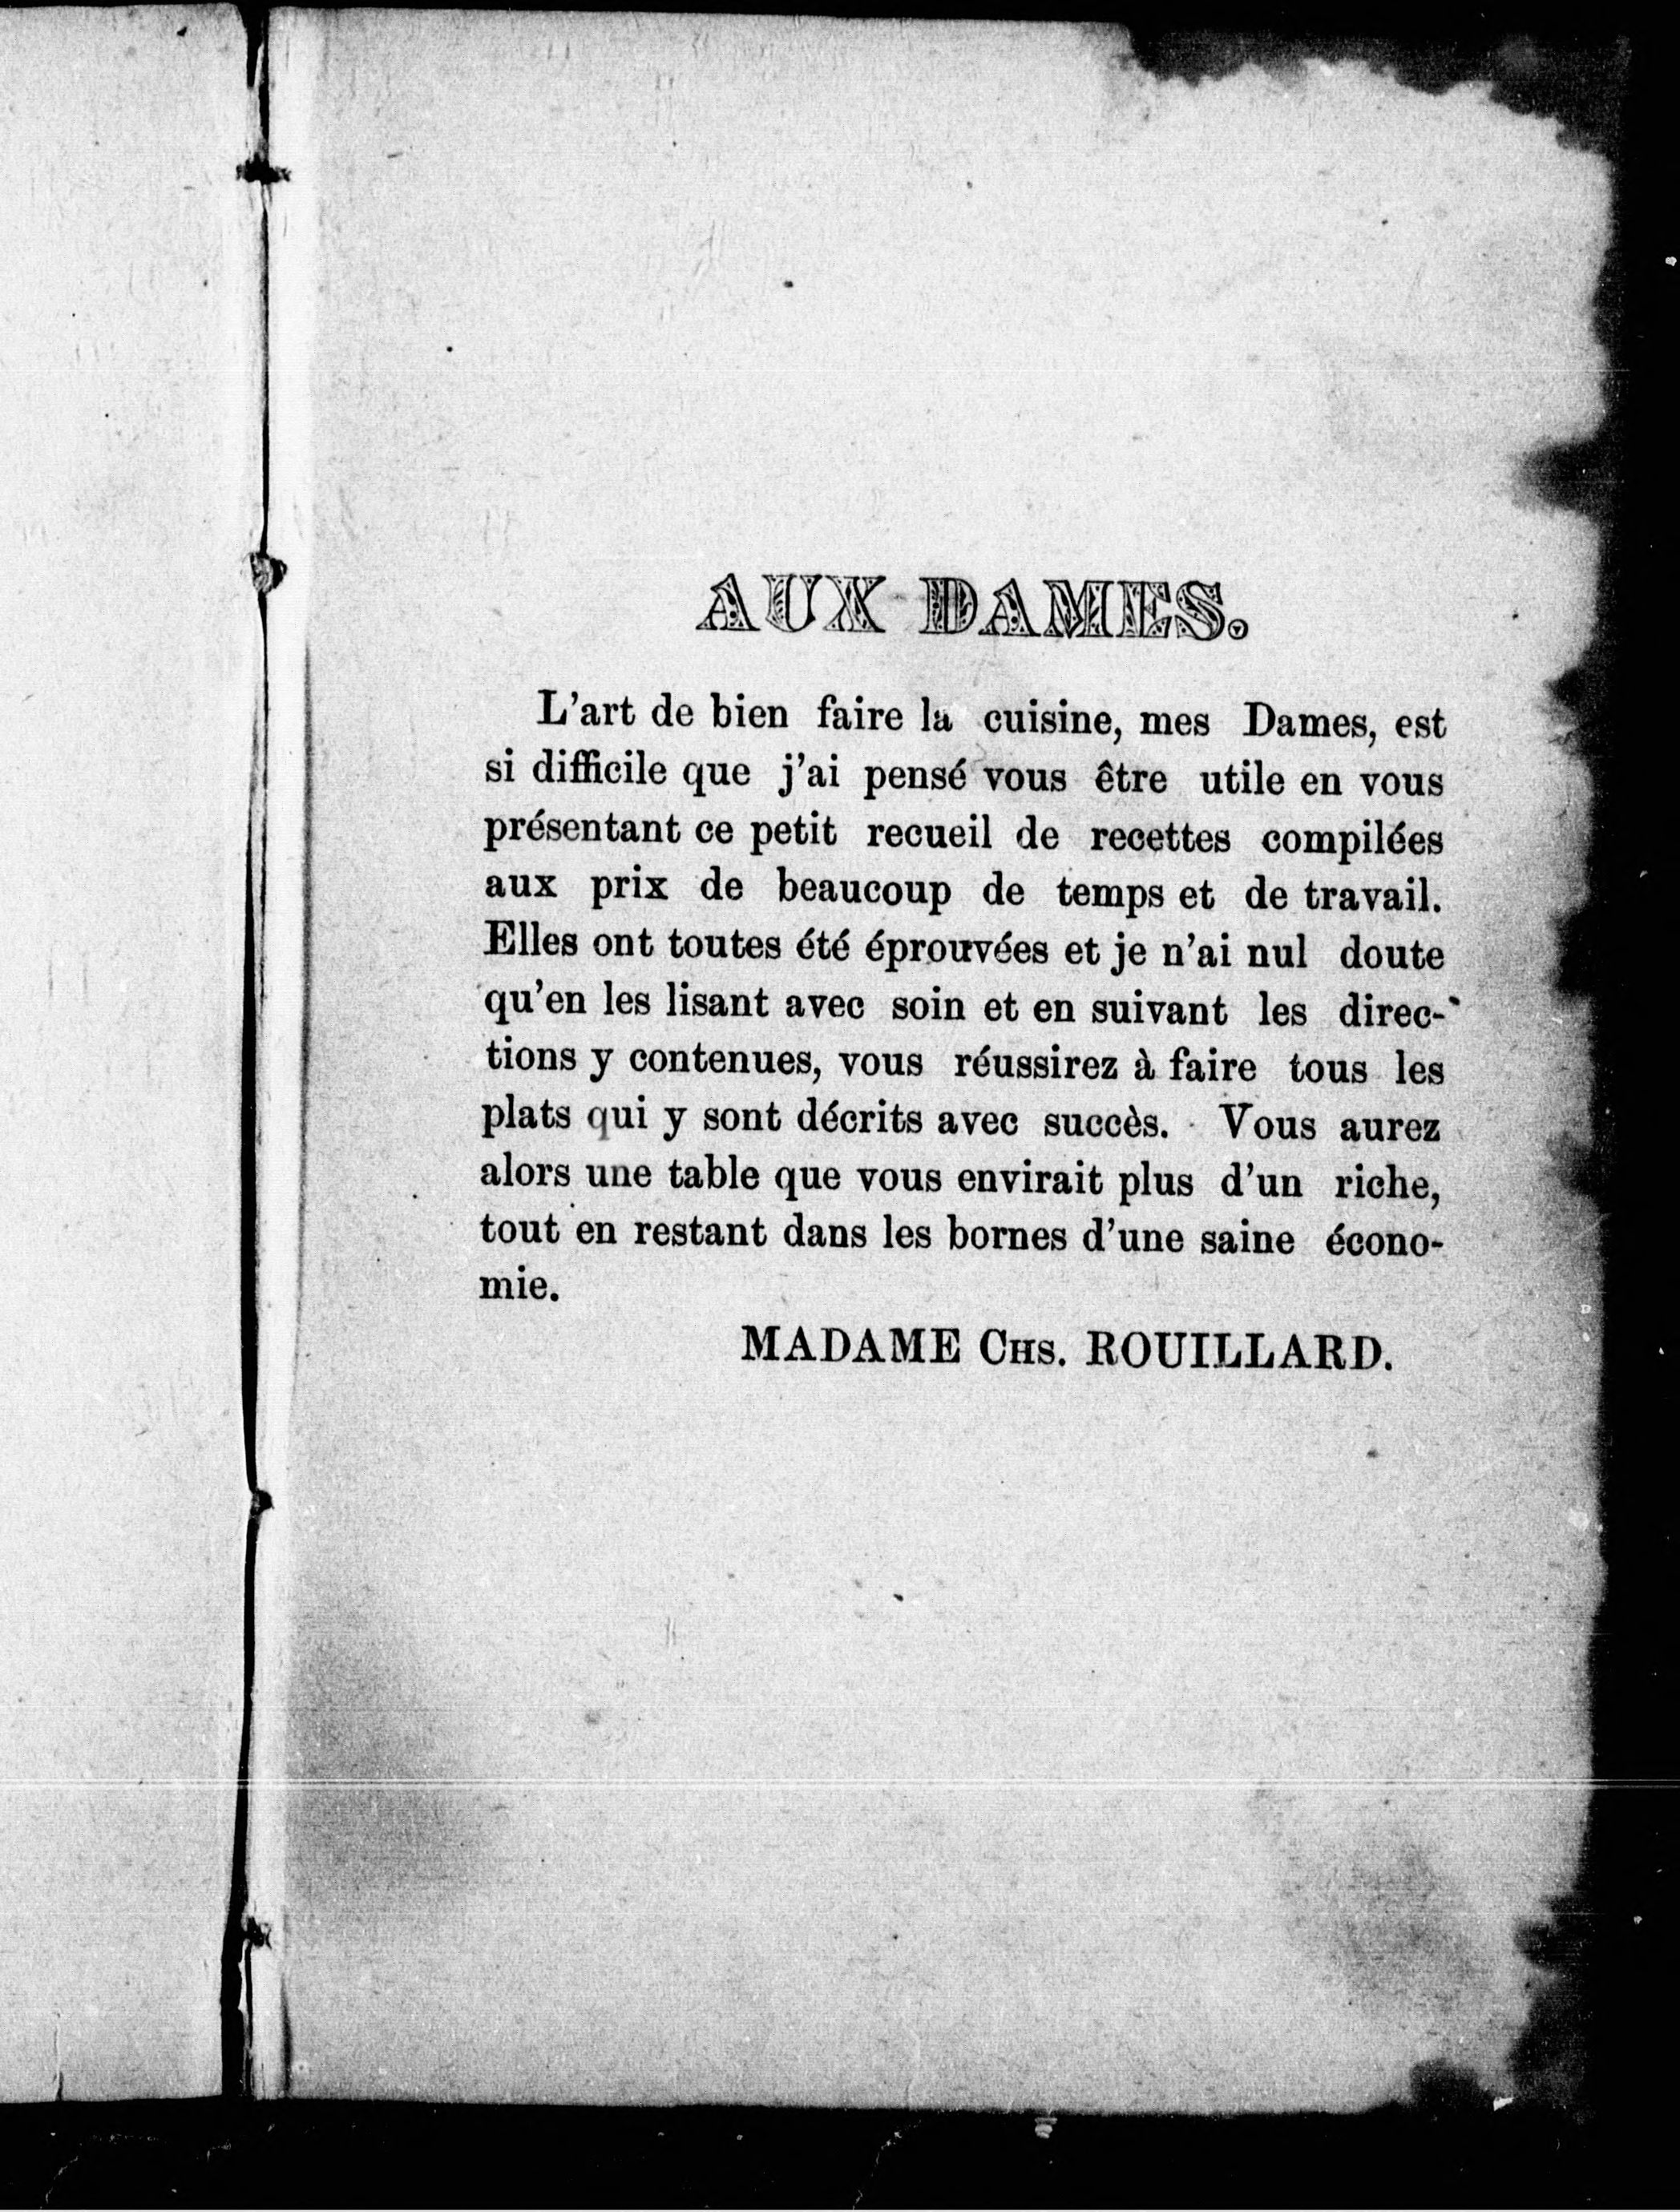 AUX DAMES.
L'art de bien faire la cuisine, mes Dames, est
si difficile que j'ai pensé vous être utile en vous
présentant ce petit recueil de recettes compilées
aux prix de beaucoup de temps et de travail.
Elles ont toutes été éprouvées et je n'ai nul doute
qu'en les lisant avec soin et en suivant les direc-
tions y contenues, vous réussirez à faire tous les
plats qui y sont décrits avec succès. Vous aurez
alors une table que vous envirait plus d'un riche,
tout en restant dans les bornes d'une saine écono-
mie.
MADAME CHS. ROUILLARD.